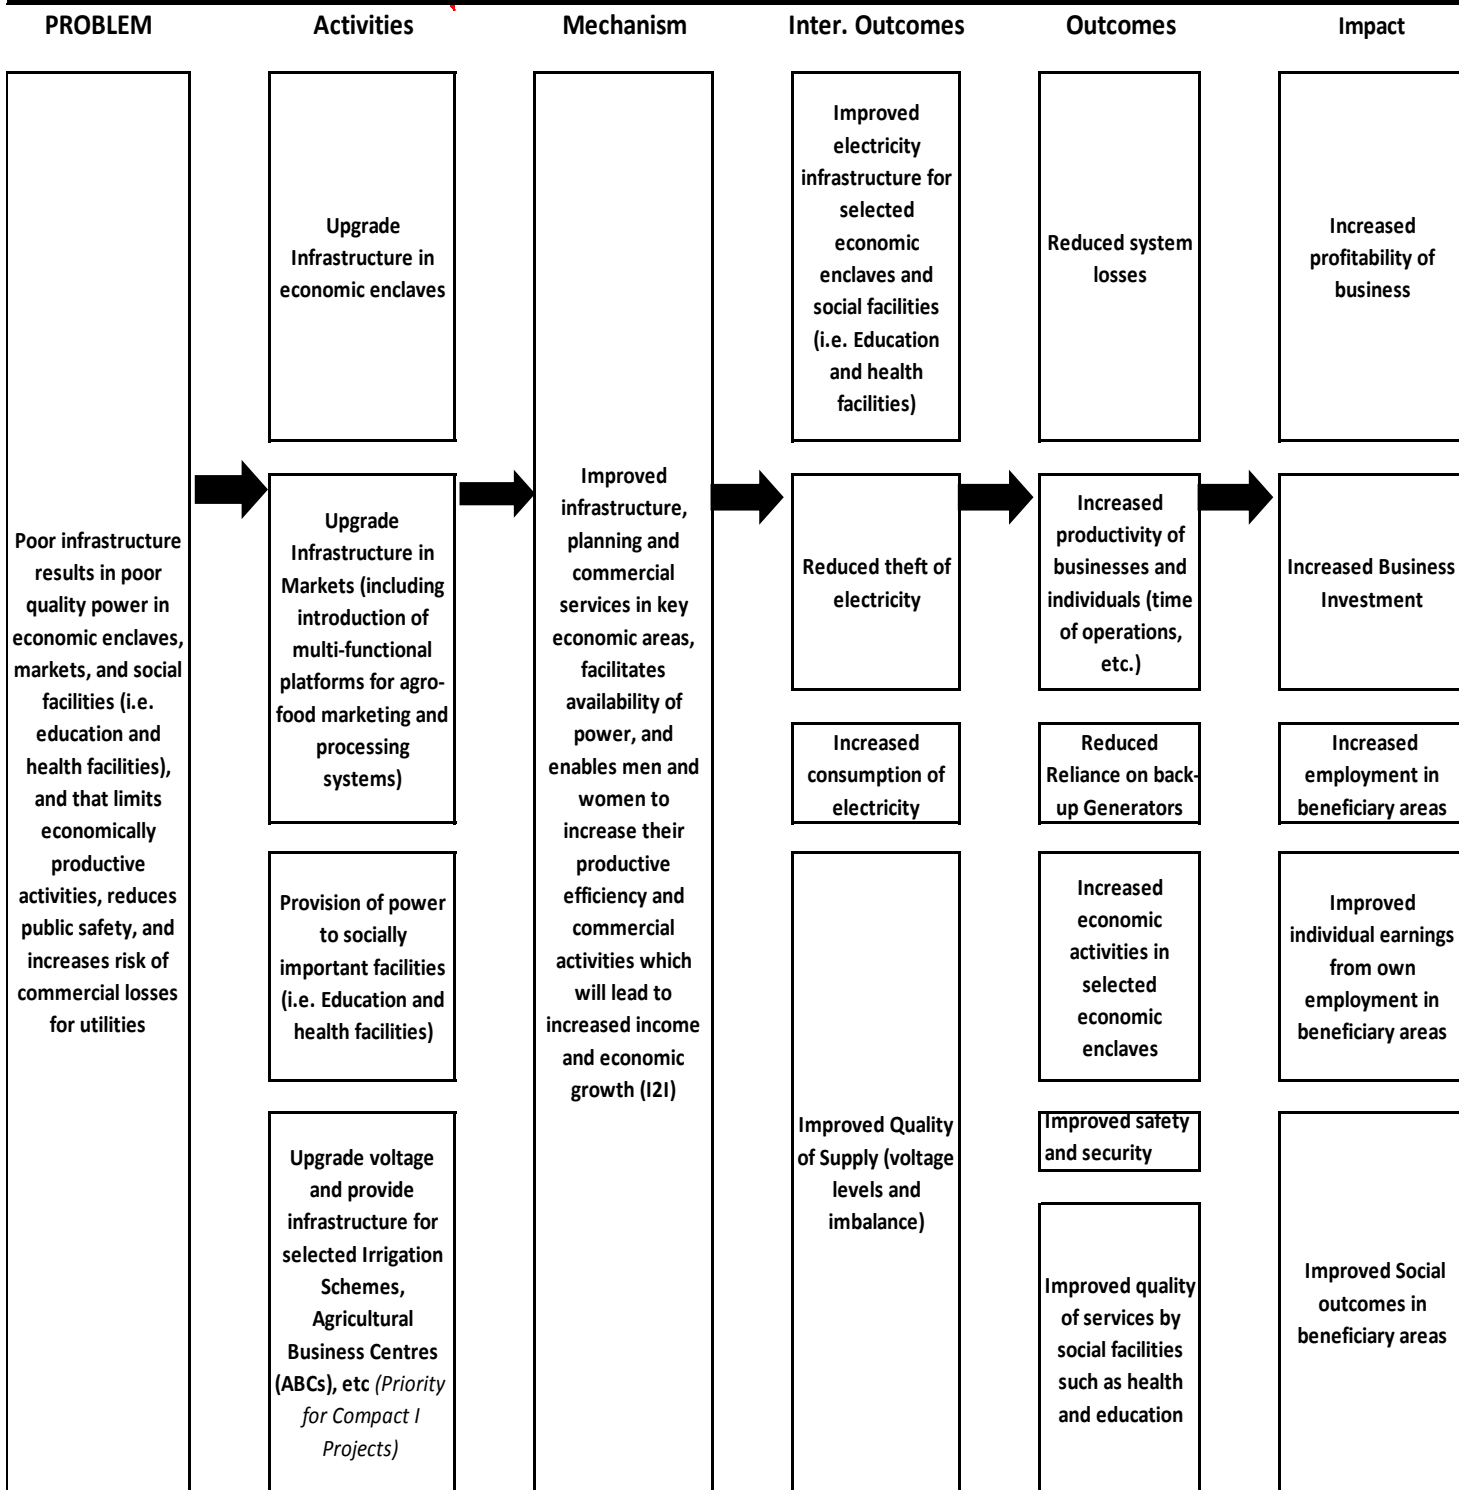 PROBLEM
Activities
Mechanism
Inter. Outcomes
Outcomes
Impact
Poor infrastructure
results in poor
quality power in
economic enclaves,
markets, and social
facilities (i.e.
education and
health facilities),
and that limits
economically
productive
activities, reduces
public safety, and
increases risk of
commercial losses
for utilities
Upgrade
Infrastructure in
economic enclaves
Upgrade
Infrastructure in
Markets (including
introduction of
multi-functional
platforms for agro-
food marketing and
processing
systems)
Provision of power
to socially
important facilities
(i.e. Education and
health facilities)
Upgrade voltage
and provide
infrastructure for
selected Irrigation
Schemes,
Agricultural
Business Centres
(ABCs), etc (Priority
for Compact I
Projects)
Improved
infrastructure,
planning and
commercial
services in key
economic areas,
facilitates
availability of
power, and
enables men and
women to
increase their
productive
efficiency and
commercial
activities which
will lead to
increased income
and economic
growth (I2I)
Improved
electricity
infrastructure for
selected
economic
enclaves and
social facilities
(i.e. Education
and health
facilities)
Reduced theft of
electricity
Increased
consumption of
electricity
Improved Quality
of Supply (voltage
levels and
imbalance)
Reduced system
losses
Increased
productivity of
businesses and
individuals (time
of operations,
etc.)
Reduced
Reliance on back-
up Generators
Increased
economic
activities in
selected
economic
enclaves
Improved safety
and security
Improved quality
of services by
social facilities
such as health
and education
Increased
profitability of
business
Increased Business
Investment
Increased
employment in
beneficiary areas
Improved
individual earnings
from own
employment in
beneficiary areas
Improved Social
outcomes in
beneficiary areas